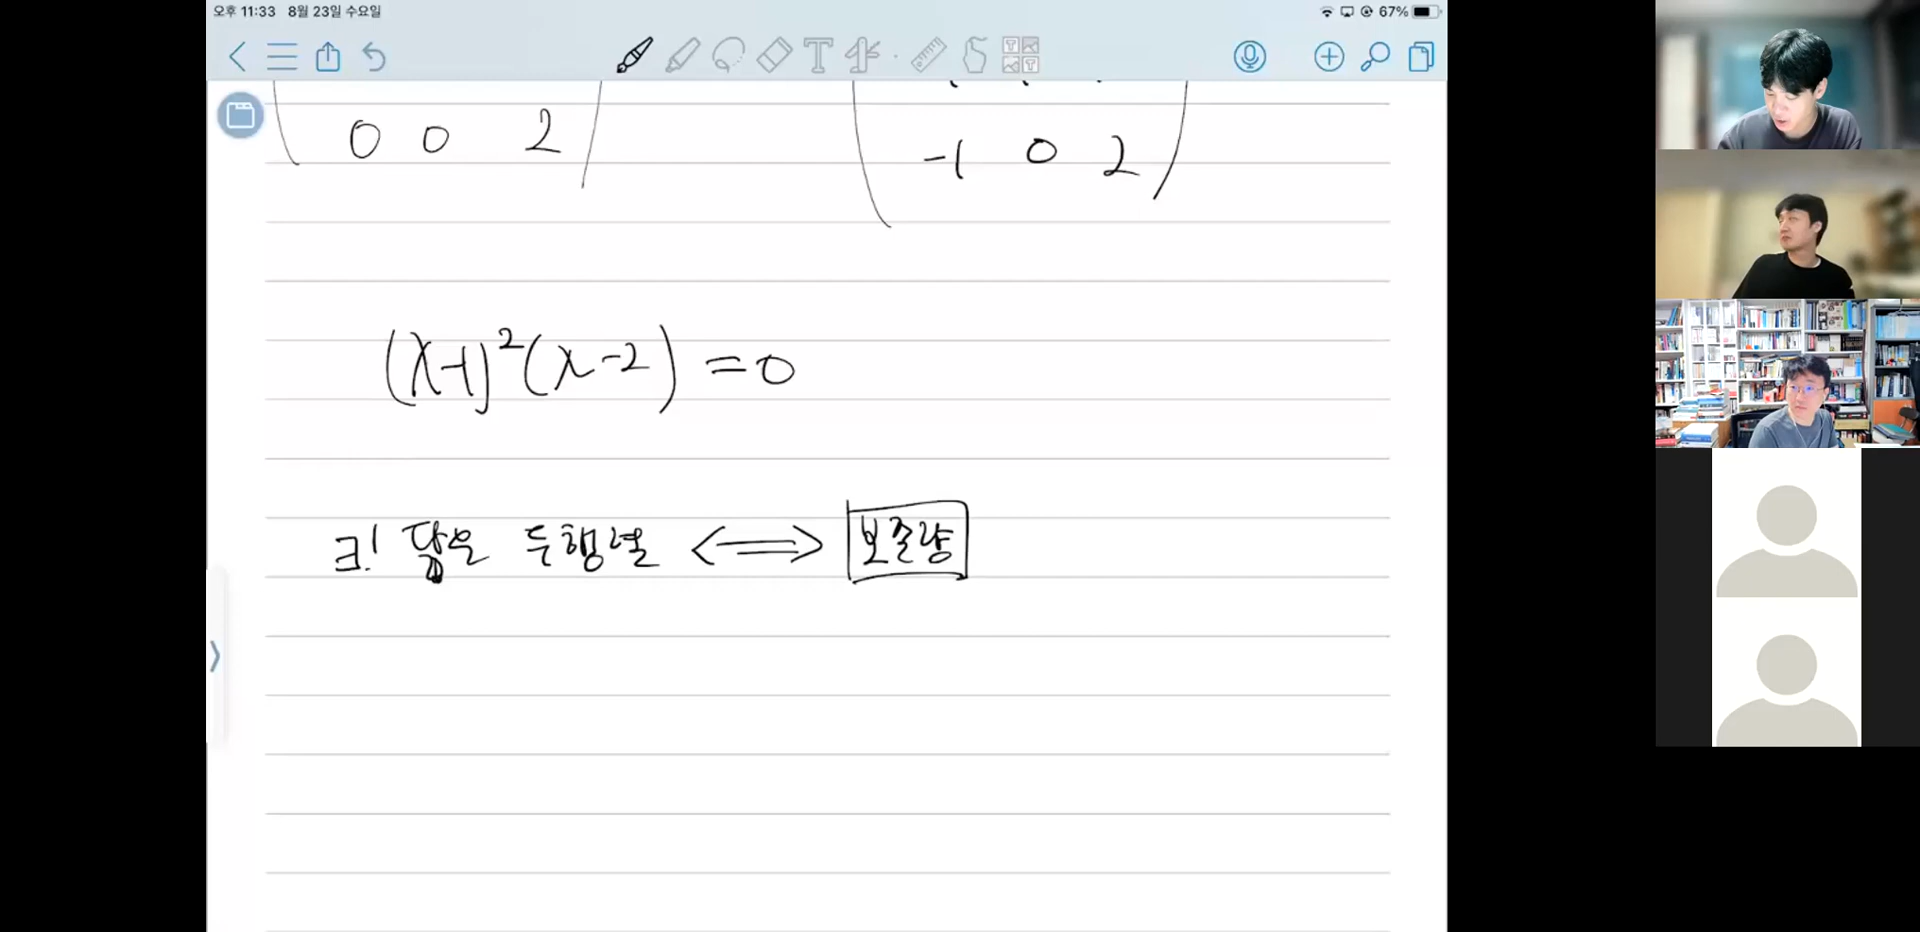 오후 11:33 8월 23일 수요일
67%
0 0 2
-1 0 2
(x-1)²(x-2) = 0
∃! 닮은 두 행렬 ⟺ 보존량